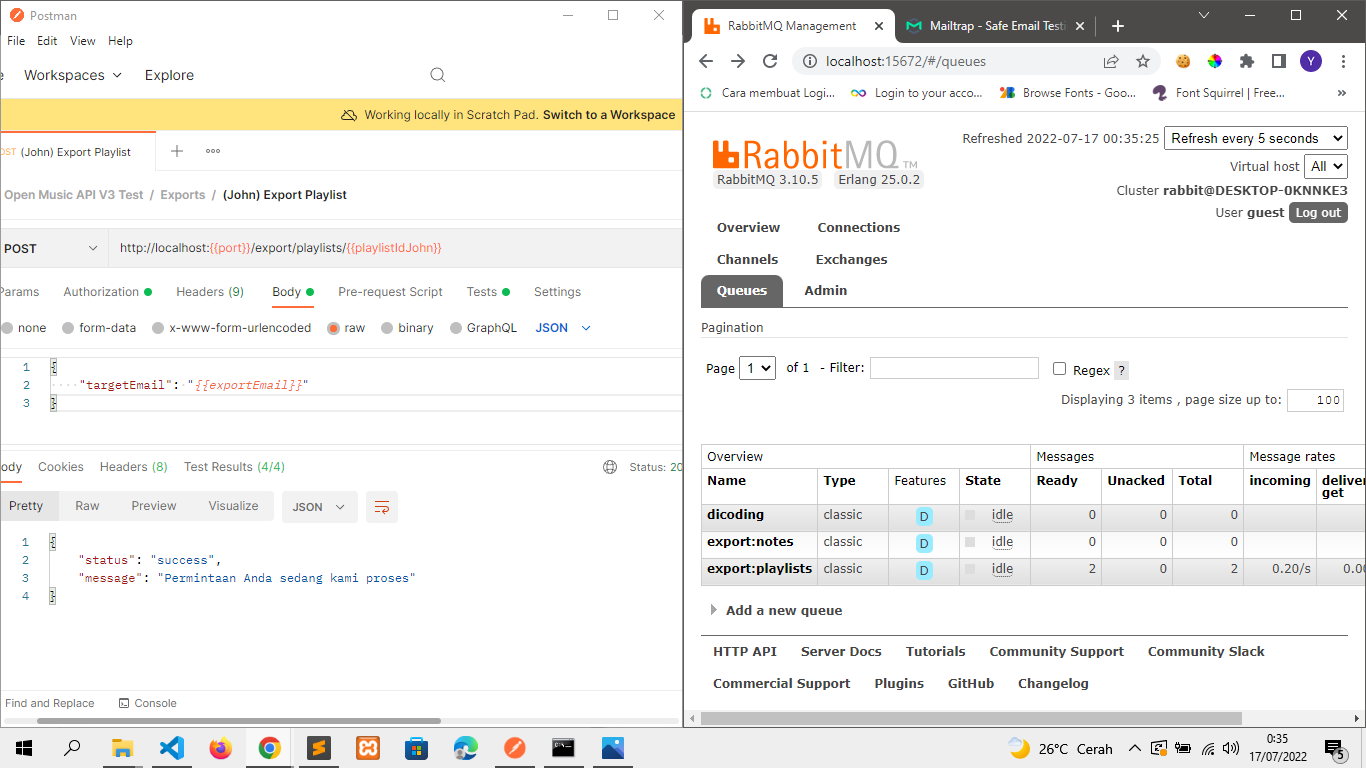 Postman
File Edit View Help
Workspaces Explore
Working locally in Scratch Pad. Switch to a Workspace
OST (John) Export Playlist
Open Music API V3 Test / Exports / (John) Export Playlist
POST http://localhost:{{port}}/export/playlists/{{playlistIdJohn}}
Params Authorization Headers (9) Body Pre-request Script Tests Settings
none form-data x-www-form-urlencoded raw binary GraphQL JSON
1 {
2 "targetEmail": "{{exportEmail}}"
3 }
ody Cookies Headers (8) Test Results (4/4) Status: 20
Pretty Raw Preview Visualize JSON
1 {
2 "status": "success",
3 "message": "Permintaan Anda sedang kami proses"
4 }
Find and Replace Console
RabbitMQ Management Mailtrap - Safe Email Testi
localhost:15672/#/queues Y
Cara membuat Logi... Login to your acco... Browse Fonts - Goo... Font Squirrel | Free... »
RabbitMQ TM
RabbitMQ 3.10.5 Erlang 25.0.2
Refreshed 2022-07-17 00:35:25 Refresh every 5 seconds
Virtual host All
Cluster rabbit@DESKTOP-0KNNKE3
User guest Log out
Overview Connections
Channels Exchanges
Queues Admin
Pagination
Page 1 of 1 - Filter: Regex ?
Displaying 3 items , page size up to: 100
Overview Messages Message rates
Name Type Features State Ready Unacked Total incoming deliver
get
dicoding classic D idle 0 0 0
export:notes classic D idle 0 0 0
export:playlists classic D idle 2 0 2 0.20/s 0.00
Add a new queue
HTTP API Server Docs Tutorials Community Support Community Slack
Commercial Support Plugins GitHub Changelog
26°C Cerah 0:35
17/07/2022 5